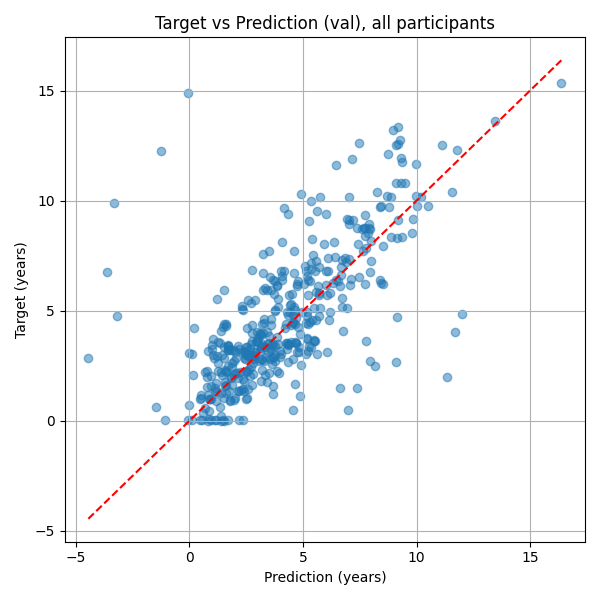 Target vs Prediction (val), all participants
15
10
5
0
−5
Target (years)
−5 0 5 10 15
Prediction (years)